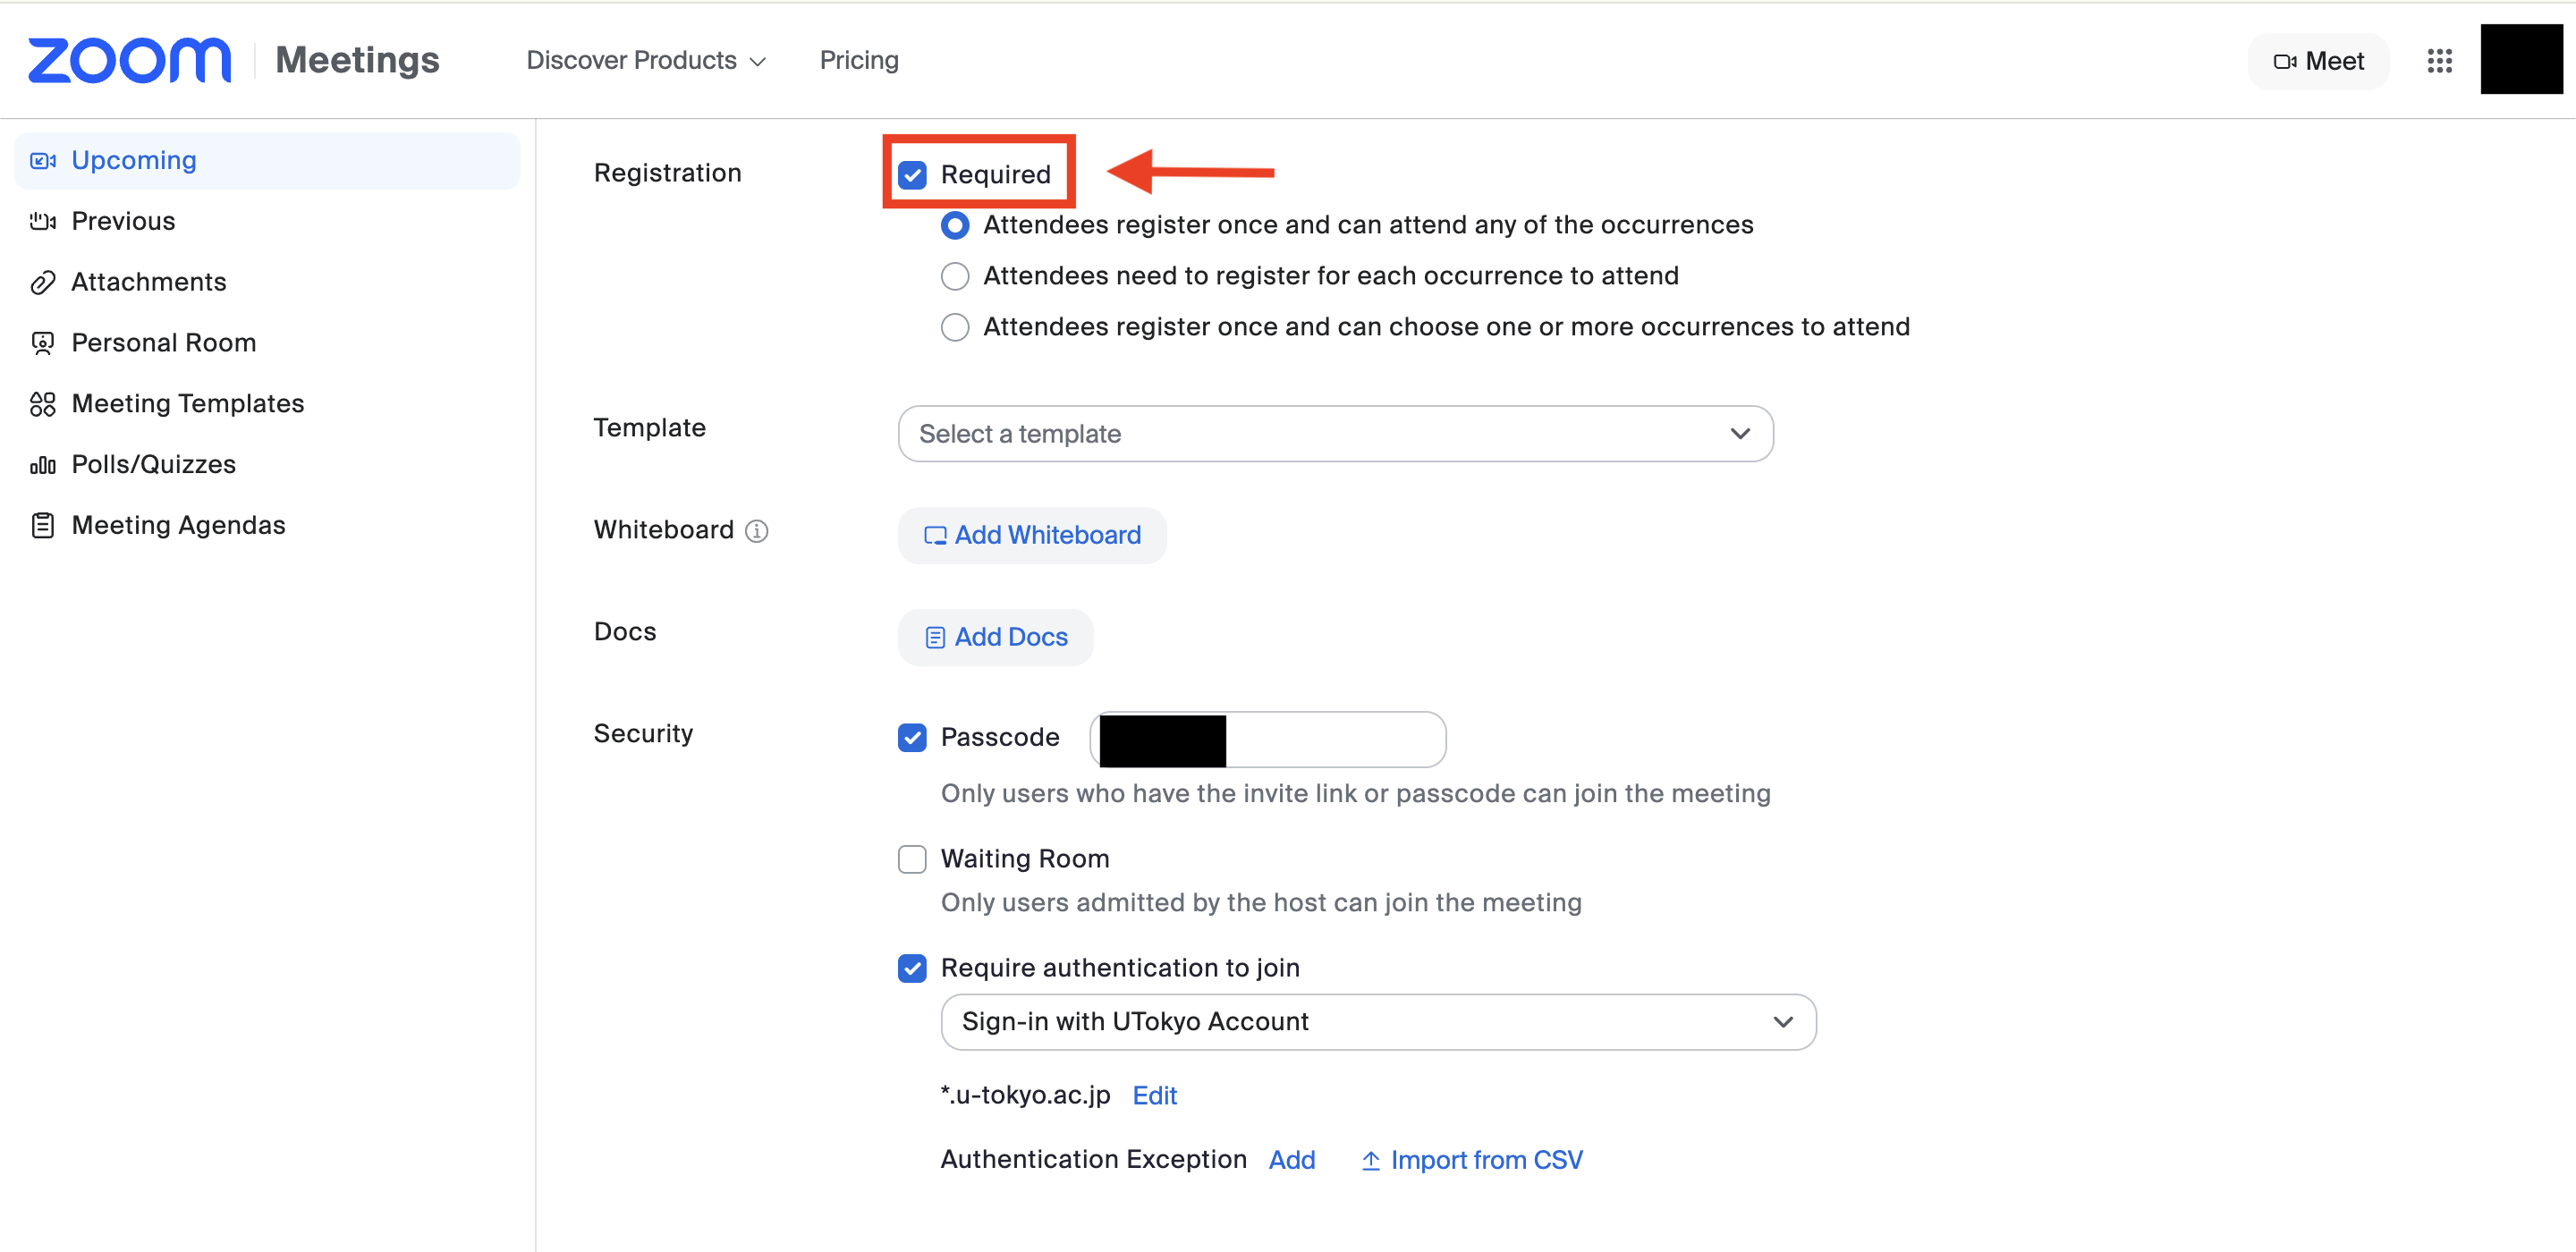 zoom Meetings Discover Products Pricing Meet
Upcoming
Previous
Attachments
Personal Room
Meeting Templates
Polls/Quizzes
Meeting Agendas
Registration Required
Attendees register once and can attend any of the occurrences
Attendees need to register for each occurrence to attend
Attendees register once and can choose one or more occurrences to attend
Template Select a template
Whiteboard Add Whiteboard
Docs Add Docs
Security Passcode
Only users who have the invite link or passcode can join the meeting
Waiting Room
Only users admitted by the host can join the meeting
Require authentication to join
Sign-in with UTokyo Account
*.u-tokyo.ac.jp Edit
Authentication Exception Add Import from CSV